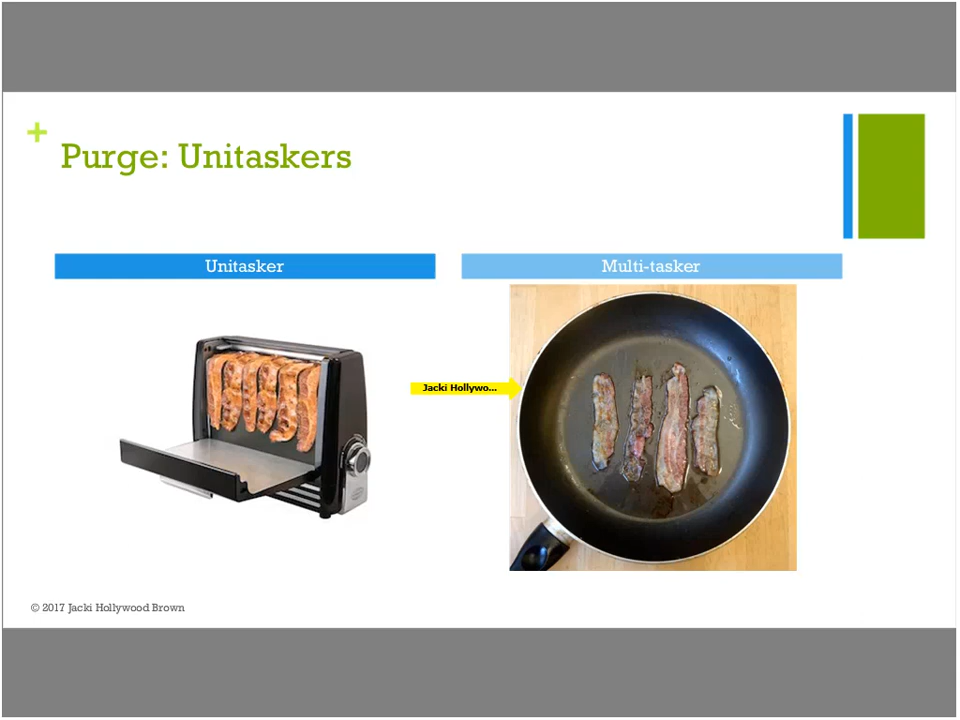 +
Purge: Unitaskers
Unitasker
Multi-tasker
Jacki Hollywo...
© 2017 Jacki Hollywood Brown